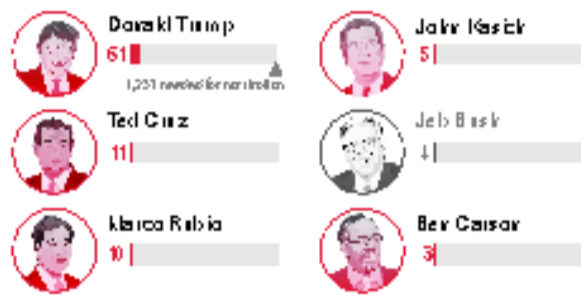 Donald Trump
61
1,237 needed for nomination
John Kasich
5
Ted Cruz
11
Jeb Bush
4
Marco Rubio
10
Ben Carson
3